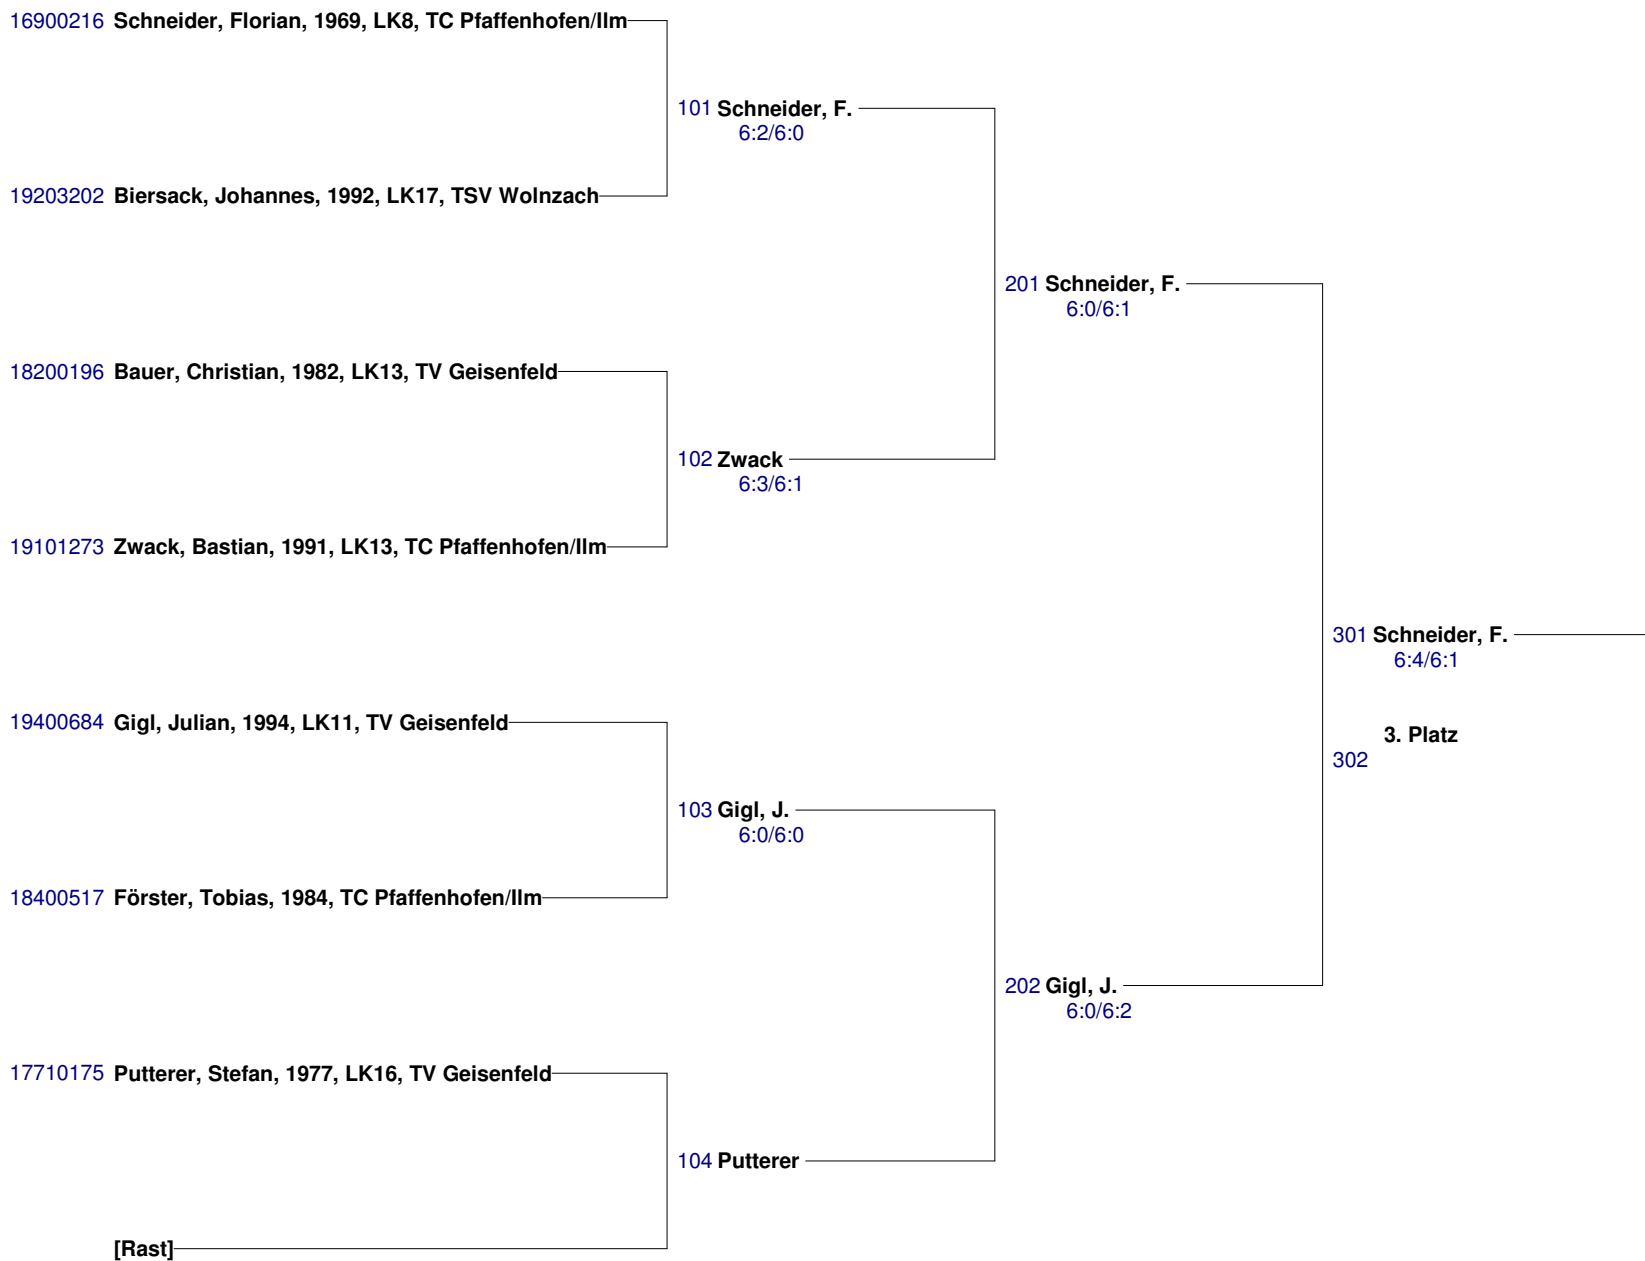 16900216 Schneider, Florian, 1969, LK8, TC Pfaffenhofen/Ilm
101 Schneider, F.
6:2/6:0
19203202 Biersack, Johannes, 1992, LK17, TSV Wolnzach
201 Schneider, F.
6:0/6:1
18200196 Bauer, Christian, 1982, LK13, TV Geisenfeld
102 Zwack
6:3/6:1
19101273 Zwack, Bastian, 1991, LK13, TC Pfaffenhofen/Ilm
301 Schneider, F.
6:4/6:1
19400684 Gigl, Julian, 1994, LK11, TV Geisenfeld
3. Platz
302
103 Gigl, J.
6:0/6:0
18400517 Förster, Tobias, 1984, TC Pfaffenhofen/Ilm
202 Gigl, J.
6:0/6:2
17710175 Putterer, Stefan, 1977, LK16, TV Geisenfeld
104 Putterer
[Rast]